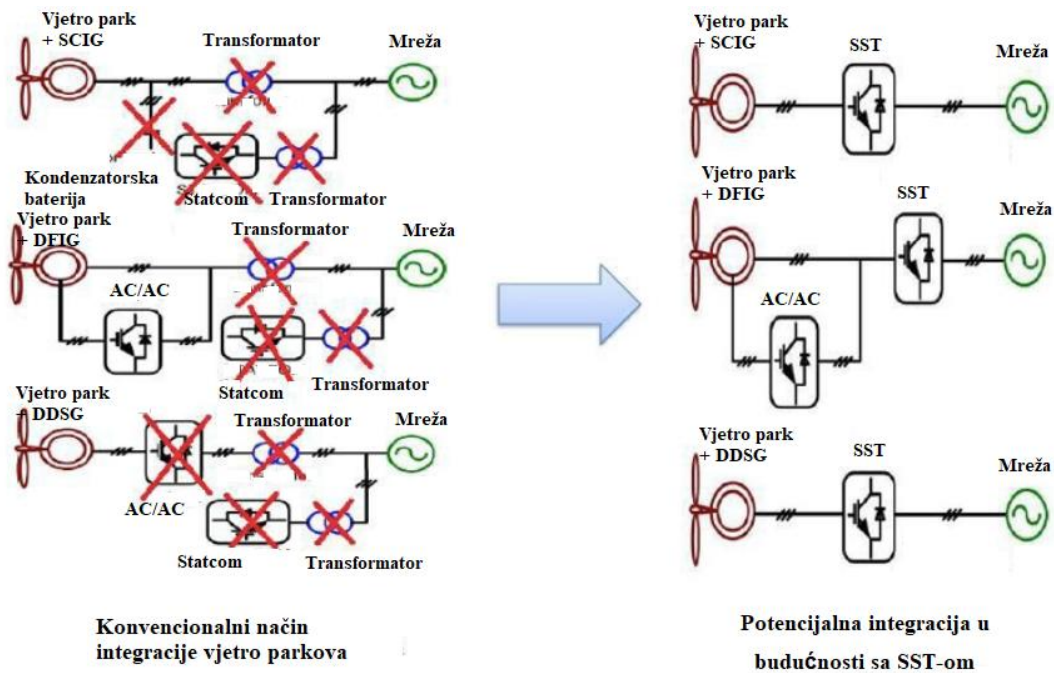 Vjetro park
+ SCIG
Transformator
Mreža
Statcom
Transformator
Kondenzatorska
baterija
Vjetro park
+ DFIG
Transformator
Mreža
AC/AC
Statcom
Transformator
Vjetro park
+ DDSG
Transformator
Mreža
AC/AC
Statcom
Transformator
Konvencionalni način
integracije vjetro parkova
Vjetro park
+ SCIG
SST
Mreža
Vjetro park
+ DFIG
SST
Mreža
AC/AC
Vjetro park
+ DDSG
SST
Mreža
Potencijalna integracija u
budućnosti sa SST-om